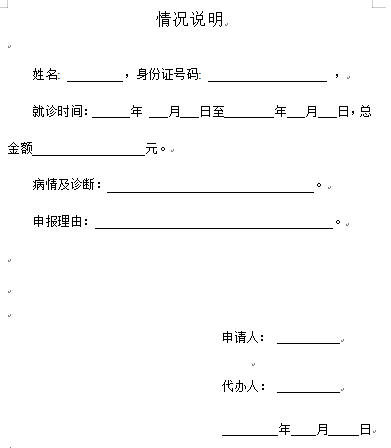 情况说明
姓名: ________，身份证号码: ________________，
就诊时间：_____年 ___月___日至_______年___月___日，总
金额________________元。
病情及诊断：_____________________________。
申报理由：__________________________________。
申请人： _________
代办人： _________
________年____月____日